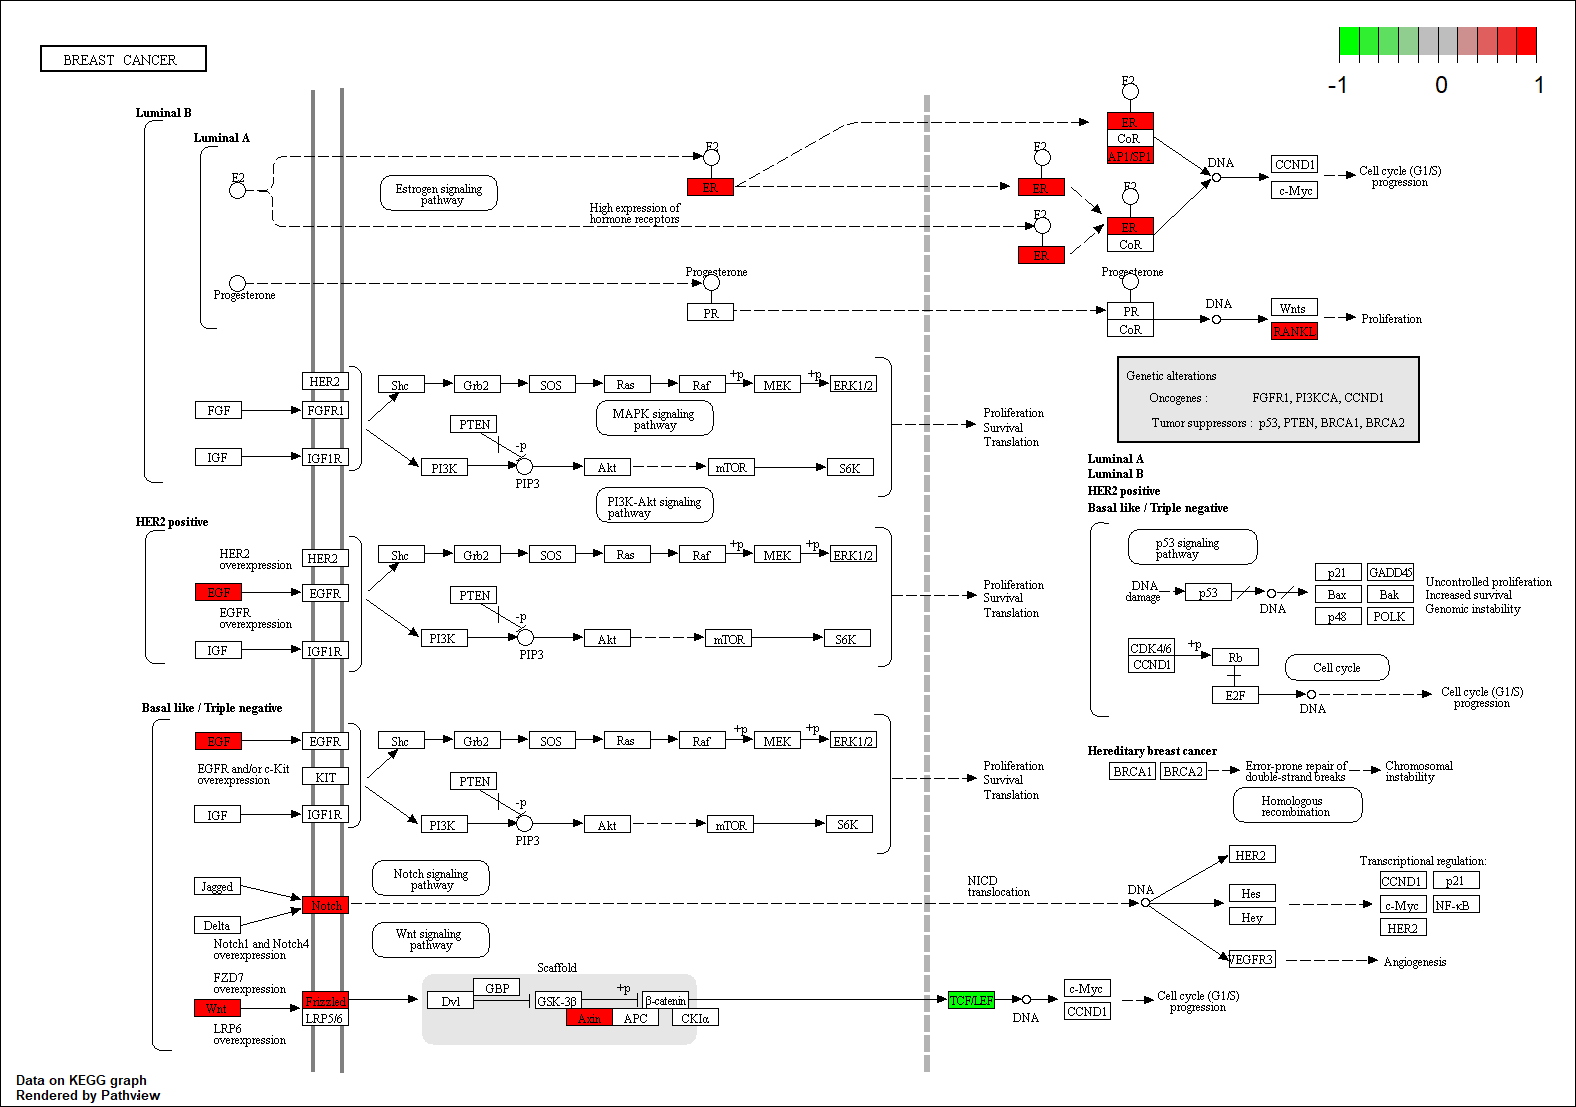 BREAST CANCER
-1
0
1
Luminal B
Luminal A
E2
E2
E2
E2
E2
E2
ER
ER
ER
ER
ER
CoR
AP1/SP1
CoR
DNA
CCND1
c-Myc
Cell cycle (G1/S)
progression
Estrogen signaling
pathway
High expression of
hormone receptors
Progesterone
Progesterone
Progesterone
PR
PR
CoR
DNA
Wnts
RANKL
Proliferation
HER2
FGF
FGFR1
IGF
IGF1R
Shc
Grb2
SOS
Ras
Raf
+p
MEK
+p
ERK1/2
MAPK signaling
pathway
PTEN
-p
PI3K
PIP3
Akt
mTOR
S6K
PI3K-Akt signaling
pathway
Proliferation
Survival
Translation
Genetic alterations
Oncogenes : FGFR1, PI3KCA, CCND1
Tumor suppressors : p53, PTEN, BRCA1, BRCA2
HER2 positive
HER2
overexpression
HER2
EGF
EGFR
EGFR
overexpression
IGF
IGF1R
Shc
Grb2
SOS
Ras
Raf
+p
MEK
+p
ERK1/2
PTEN
-p
PI3K
PIP3
Akt
mTOR
S6K
Proliferation
Survival
Translation
Luminal A
Luminal B
HER2 positive
Basal like / Triple negative
p53 signaling
pathway
DNA
damage
p53
DNA
p21
GADD45
Bax
Bak
p48
POLK
Uncontrolled proliferation
Increased survival
Genomic instability
CDK4/6
CCND1
+p
Rb
E2F
Cell cycle
DNA
Cell cycle (G1/S)
progression
Basal like / Triple negative
EGF
EGFR
EGFR and/or c-Kit
overexpression
KIT
IGF
IGF1R
Shc
Grb2
SOS
Ras
Raf
+p
MEK
+p
ERK1/2
PTEN
-p
PI3K
PIP3
Akt
mTOR
S6K
Proliferation
Survival
Translation
Hereditary breast cancer
BRCA1
BRCA2
Error-prone repair of
double-strand breaks
Chromosomal
instability
Homologous
recombination
Jagged
Delta
Notch
Notch signaling
pathway
Notch1 and Notch4
overexpression
NICD
translocation
DNA
HER2
Hes
Hey
VEGFR3
Transcriptional regulation:
CCND1
p21
c-Myc
NF-κB
HER2
Angiogenesis
Wnt signaling
pathway
FZD7
overexpression
Wnt
Frizzled
LRP5/6
LRP6
overexpression
Scaffold
Dvl
GBP
GSK-3β
+p
β-catenin
Axin
APC
CKIα
TCF/LEF
DNA
c-Myc
CCND1
Cell cycle (G1/S)
progression
Data on KEGG graph
Rendered by Pathview